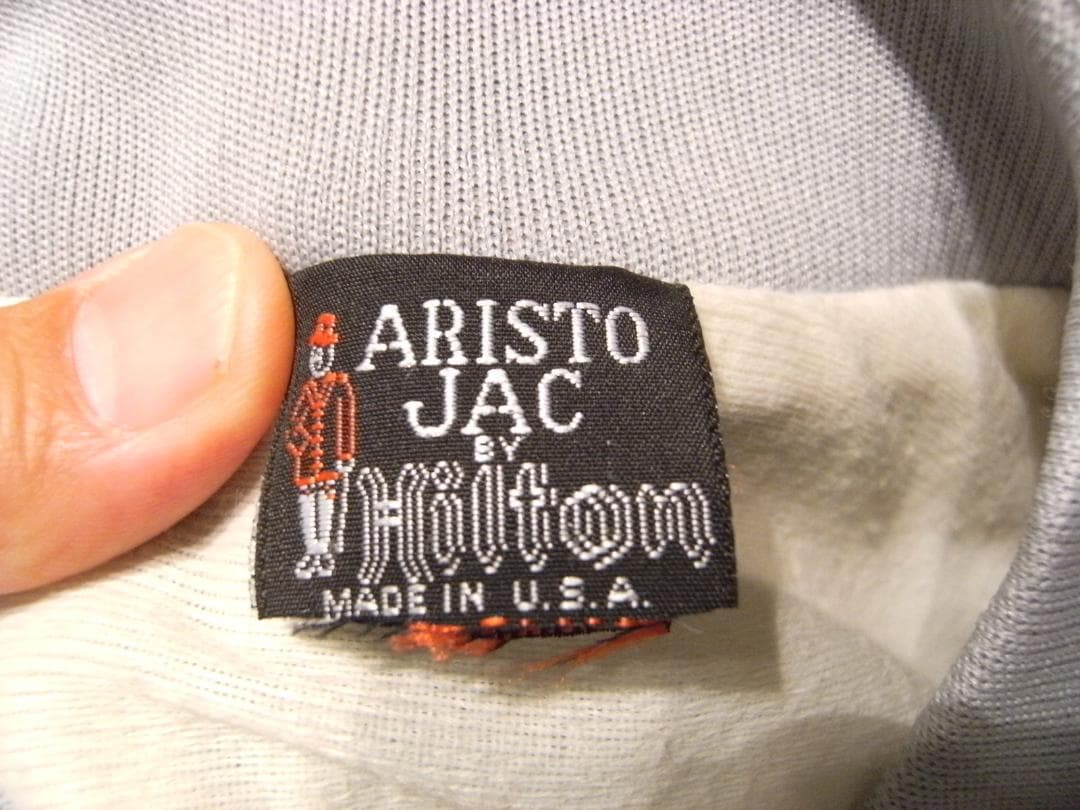 ARISTO
JAC
BY
Hilton
MADE IN U.S.A.